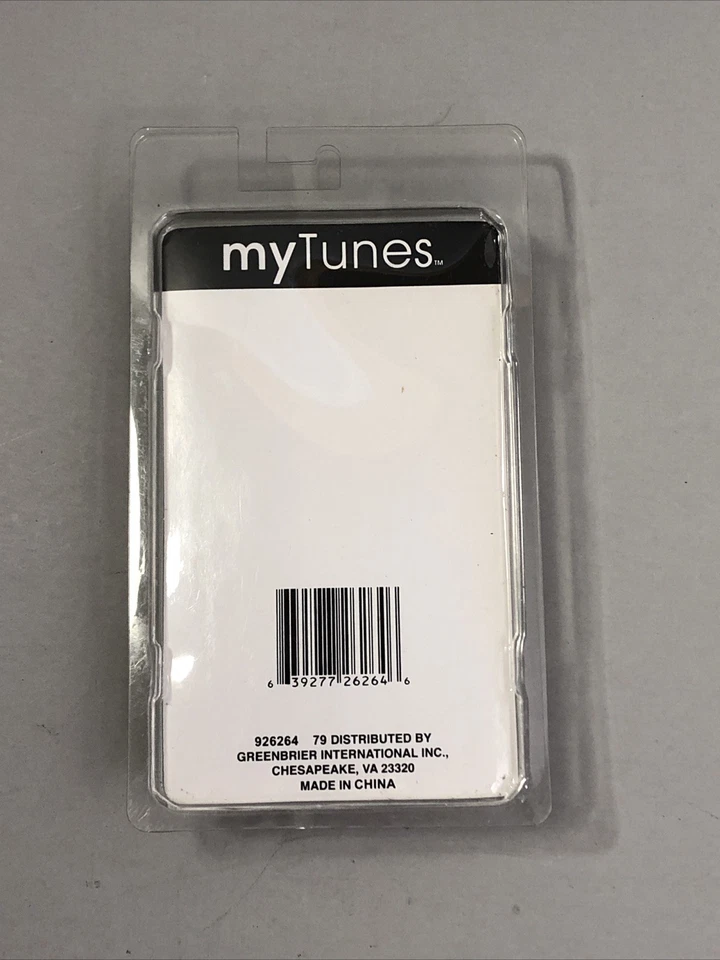 myTunes™
6 39277 26264 6
926264 79 DISTRIBUTED BY
GREENBRIER INTERNATIONAL INC.,
CHESAPEAKE, VA 23320
MADE IN CHINA